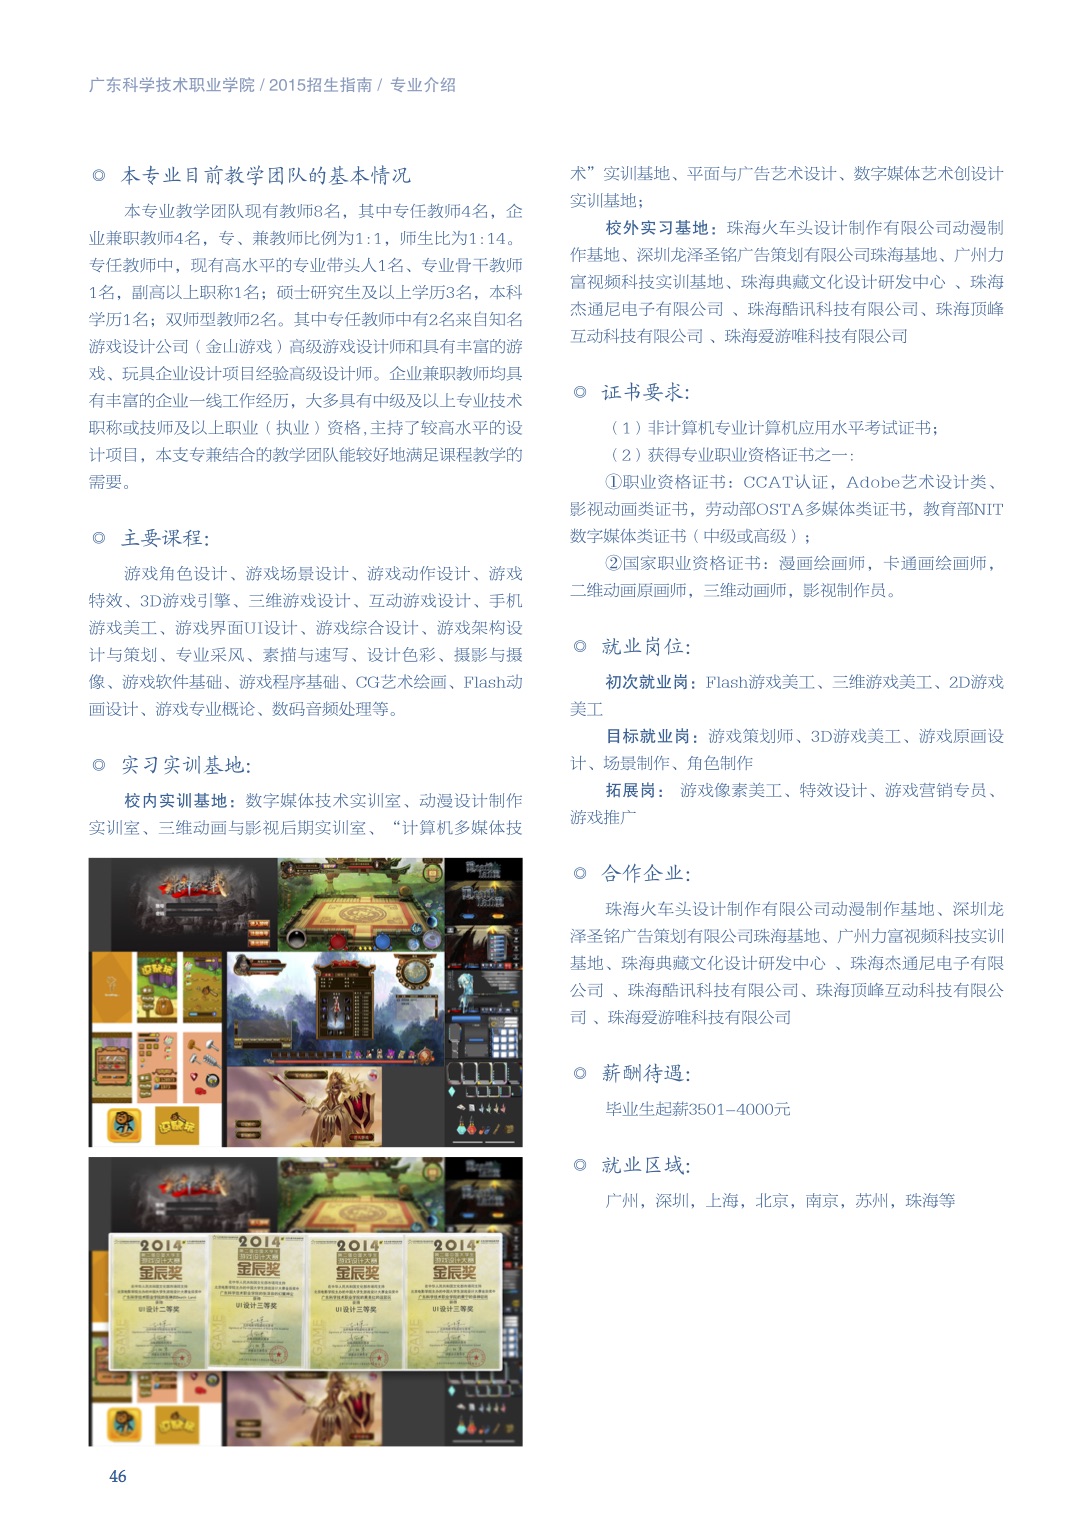 广东科学技术职业学院 / 2015招生指南 / 专业介绍
◎ 本专业目前教学团队的基本情况
本专业教学团队现有教师8名，其中专任教师4名，企
业兼职教师4名，专、兼教师比例为1:1，师生比为1:14。
专任教师中，现有高水平的专业带头人1名、专业骨干教师
1名，副高以上职称1名；硕士研究生及以上学历3名，本科
学历1名；双师型教师2名。其中专任教师中有2名来自知名
游戏设计公司（金山游戏）高级游戏设计师和具有丰富的游
戏、玩具企业设计项目经验高级设计师。企业兼职教师均具
有丰富的企业一线工作经历，大多具有中级及以上专业技术
职称或技师及以上职业（执业）资格,主持了较高水平的设
计项目，本支专兼结合的教学团队能较好地满足课程教学的
需要。
◎ 主要课程：
游戏角色设计、游戏场景设计、游戏动作设计、游戏
特效、3D游戏引擎、三维游戏设计、互动游戏设计、手机
游戏美工、游戏界面UI设计、游戏综合设计、游戏架构设
计与策划、专业采风、素描与速写、设计色彩、摄影与摄
像、游戏软件基础、游戏程序基础、CG艺术绘画、Flash动
画设计、游戏专业概论、数码音频处理等。
◎ 实习实训基地：
校内实训基地：数字媒体技术实训室、动漫设计制作
实训室、三维动画与影视后期实训室、“计算机多媒体技
术”实训基地、平面与广告艺术设计、数字媒体艺术创设计
实训基地；
校外实习基地：珠海火车头设计制作有限公司动漫制
作基地、深圳龙泽圣铭广告策划有限公司珠海基地、广州力
富视频科技实训基地、珠海典藏文化设计研发中心 、珠海
杰通尼电子有限公司 、珠海酷讯科技有限公司、珠海顶峰
互动科技有限公司 、珠海爱游唯科技有限公司
◎ 证书要求：
（1）非计算机专业计算机应用水平考试证书；
（2）获得专业职业资格证书之一：
①职业资格证书：CCAT认证，Adobe艺术设计类、
影视动画类证书，劳动部OSTA多媒体类证书，教育部NIT
数字媒体类证书（中级或高级）；
②国家职业资格证书：漫画绘画师，卡通画绘画师，
二维动画原画师，三维动画师，影视制作员。
◎ 就业岗位：
初次就业岗：Flash游戏美工、三维游戏美工、2D游戏
美工
目标就业岗：游戏策划师、3D游戏美工、游戏原画设
计、场景制作、角色制作
拓展岗： 游戏像素美工、特效设计、游戏营销专员、
游戏推广
◎ 合作企业：
珠海火车头设计制作有限公司动漫制作基地、深圳龙
泽圣铭广告策划有限公司珠海基地、广州力富视频科技实训
基地、珠海典藏文化设计研发中心 、珠海杰通尼电子有限
公司 、珠海酷讯科技有限公司、珠海顶峰互动科技有限公
司 、珠海爱游唯科技有限公司
◎ 薪酬待遇：
毕业生起薪3501–4000元
◎ 就业区域：
广州，深圳，上海，北京，南京，苏州，珠海等
2014
金辰奖
UI设计二等奖
2014
金辰奖
UI设计三等奖
2014
金辰奖
UI设计三等奖
2014
金辰奖
UI设计三等奖
46